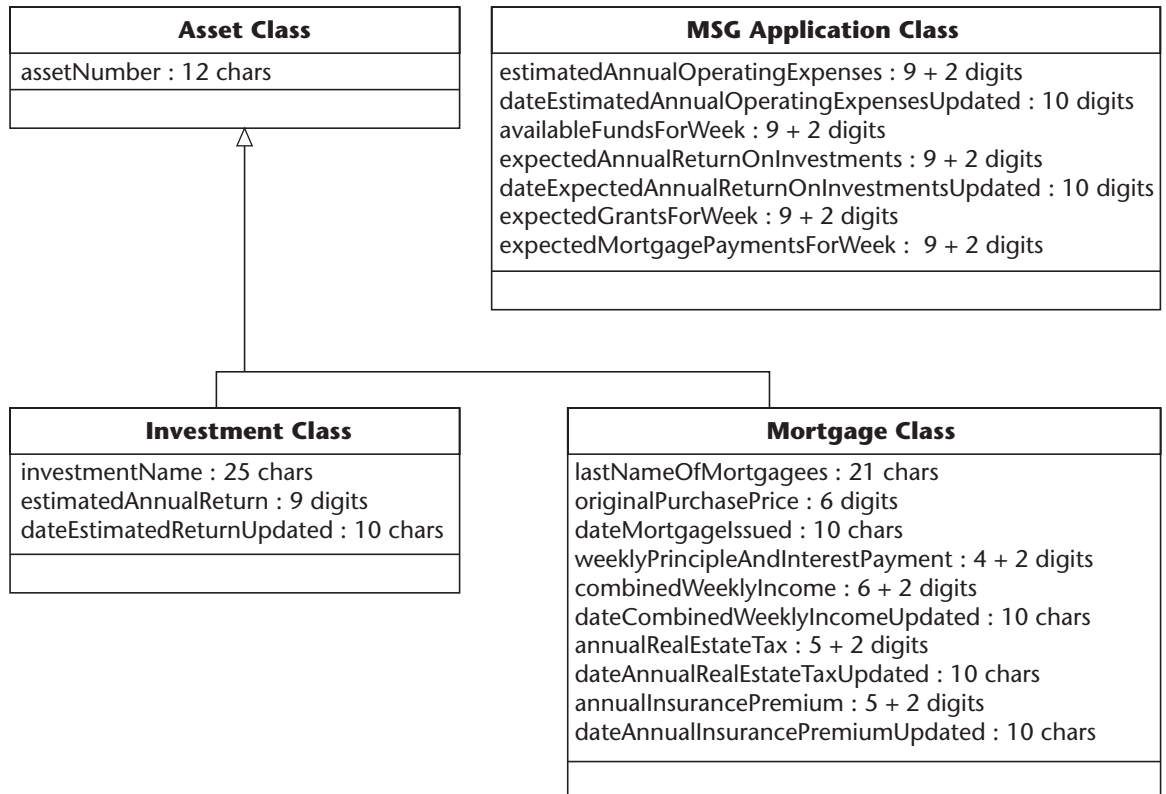 Asset Class
assetNumber : 12 chars
MSG Application Class
estimatedAnnualOperatingExpenses : 9 + 2 digits
dateEstimatedAnnualOperatingExpensesUpdated : 10 digits
availableFundsForWeek : 9 + 2 digits
expectedAnnualReturnOnInvestments : 9 + 2 digits
dateExpectedAnnualReturnOnInvestmentsUpdated : 10 digits
expectedGrantsForWeek : 9 + 2 digits
expectedMortgagePaymentsForWeek : 9 + 2 digits
Investment Class
investmentName : 25 chars
estimatedAnnualReturn : 9 digits
dateEstimatedReturnUpdated : 10 chars
Mortgage Class
lastNameOfMortgagees : 21 chars
originalPurchasePrice : 6 digits
dateMortgageIssued : 10 chars
weeklyPrincipleAndInterestPayment : 4 + 2 digits
combinedWeeklyIncome : 6 + 2 digits
dateCombinedWeeklyIncomeUpdated : 10 chars
annualRealEstateTax : 5 + 2 digits
dateAnnualRealEstateTaxUpdated : 10 chars
annualInsurancePremium : 5 + 2 digits
dateAnnualInsurancePremiumUpdated : 10 chars